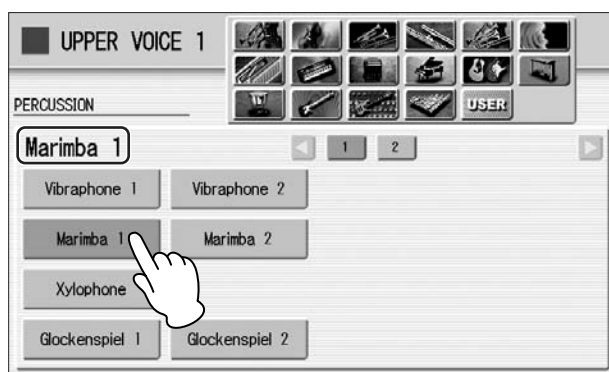 UPPER VOICE 1
USER
PERCUSSION
Marimba 1
1 2
Vibraphone 1 Vibraphone 2
Marimba 1 Marimba 2
Xylophone
Glockenspiel 1 Glockenspiel 2